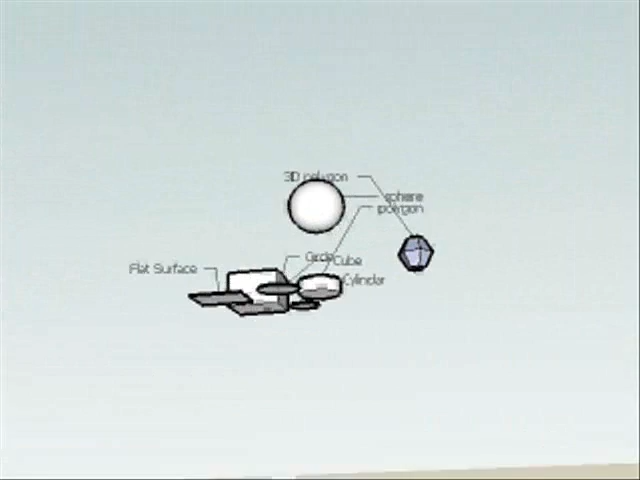 3D polygon
sphere
polygon
Circle
Cube
Flat Surface
Cylinder